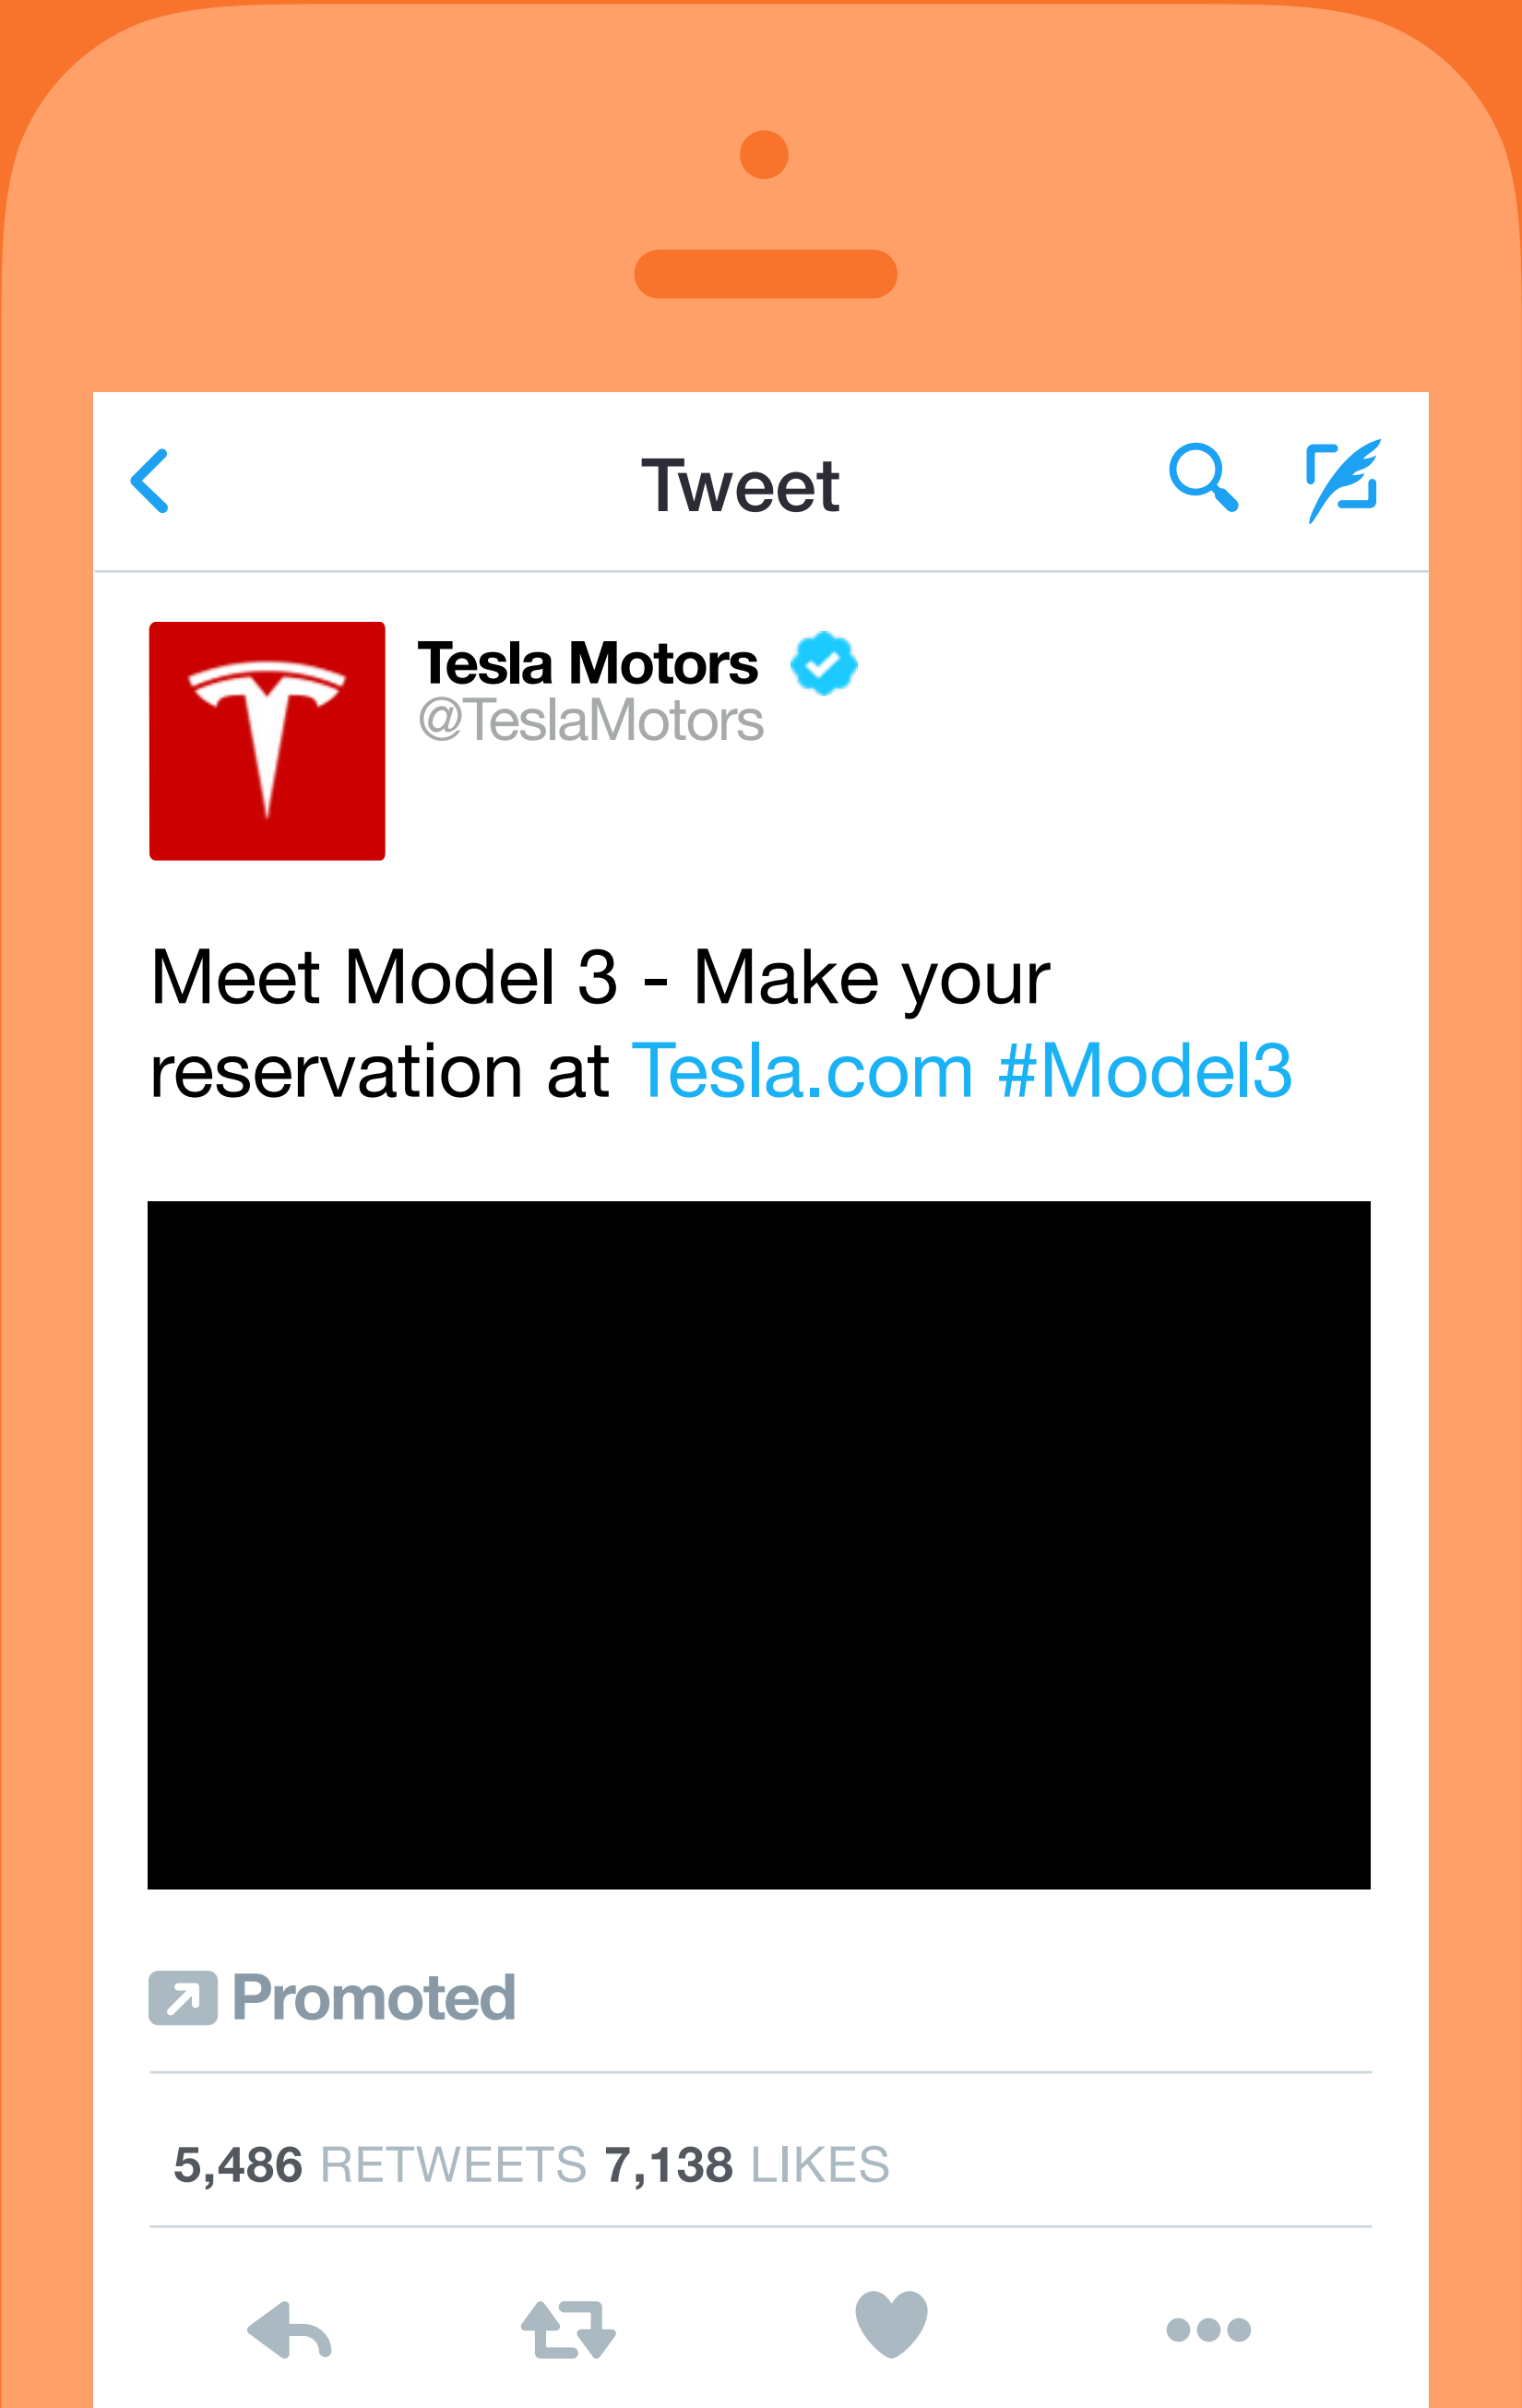 Tweet
Tesla Motors
@TeslaMotors
Meet Model 3 - Make your
reservation at Tesla.com #Model3
Promoted
5,486 RETWEETS 7,138 LIKES